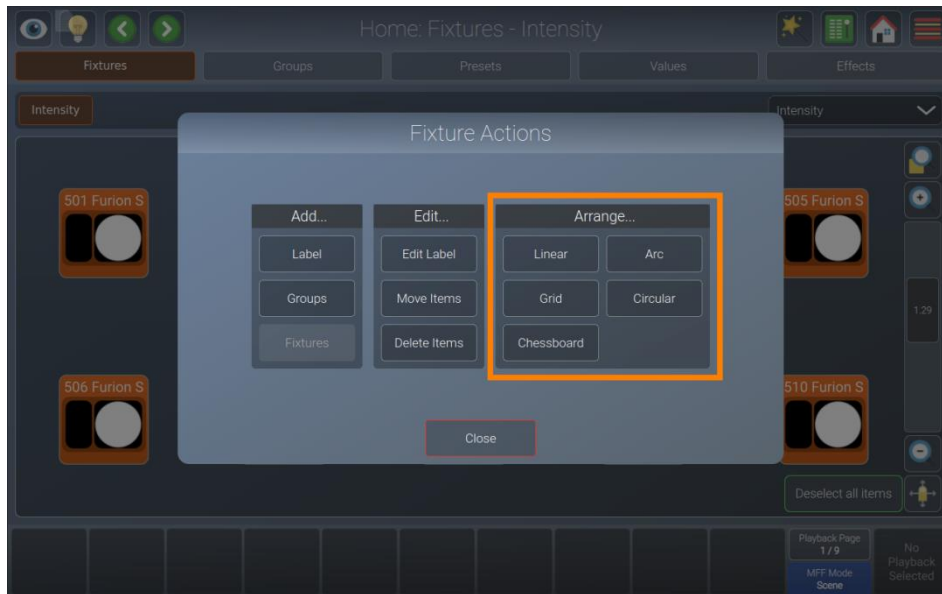 Home: Fixtures - Intensity
Fixtures
Groups
Presets
Values
Effects
Intensity
Intensity
Fixture Actions
501 Furion S
505 Furion S
Add...
Edit...
Arrange...
Label
Edit Label
Linear
Arc
Groups
Move Items
Grid
Circular
1.29
Fixtures
Delete Items
Chessboard
506 Furion S
510 Furion S
Close
Deselect all items
Playback Page
1 / 9
MFF Mode
Scene
No
Playback
Selected